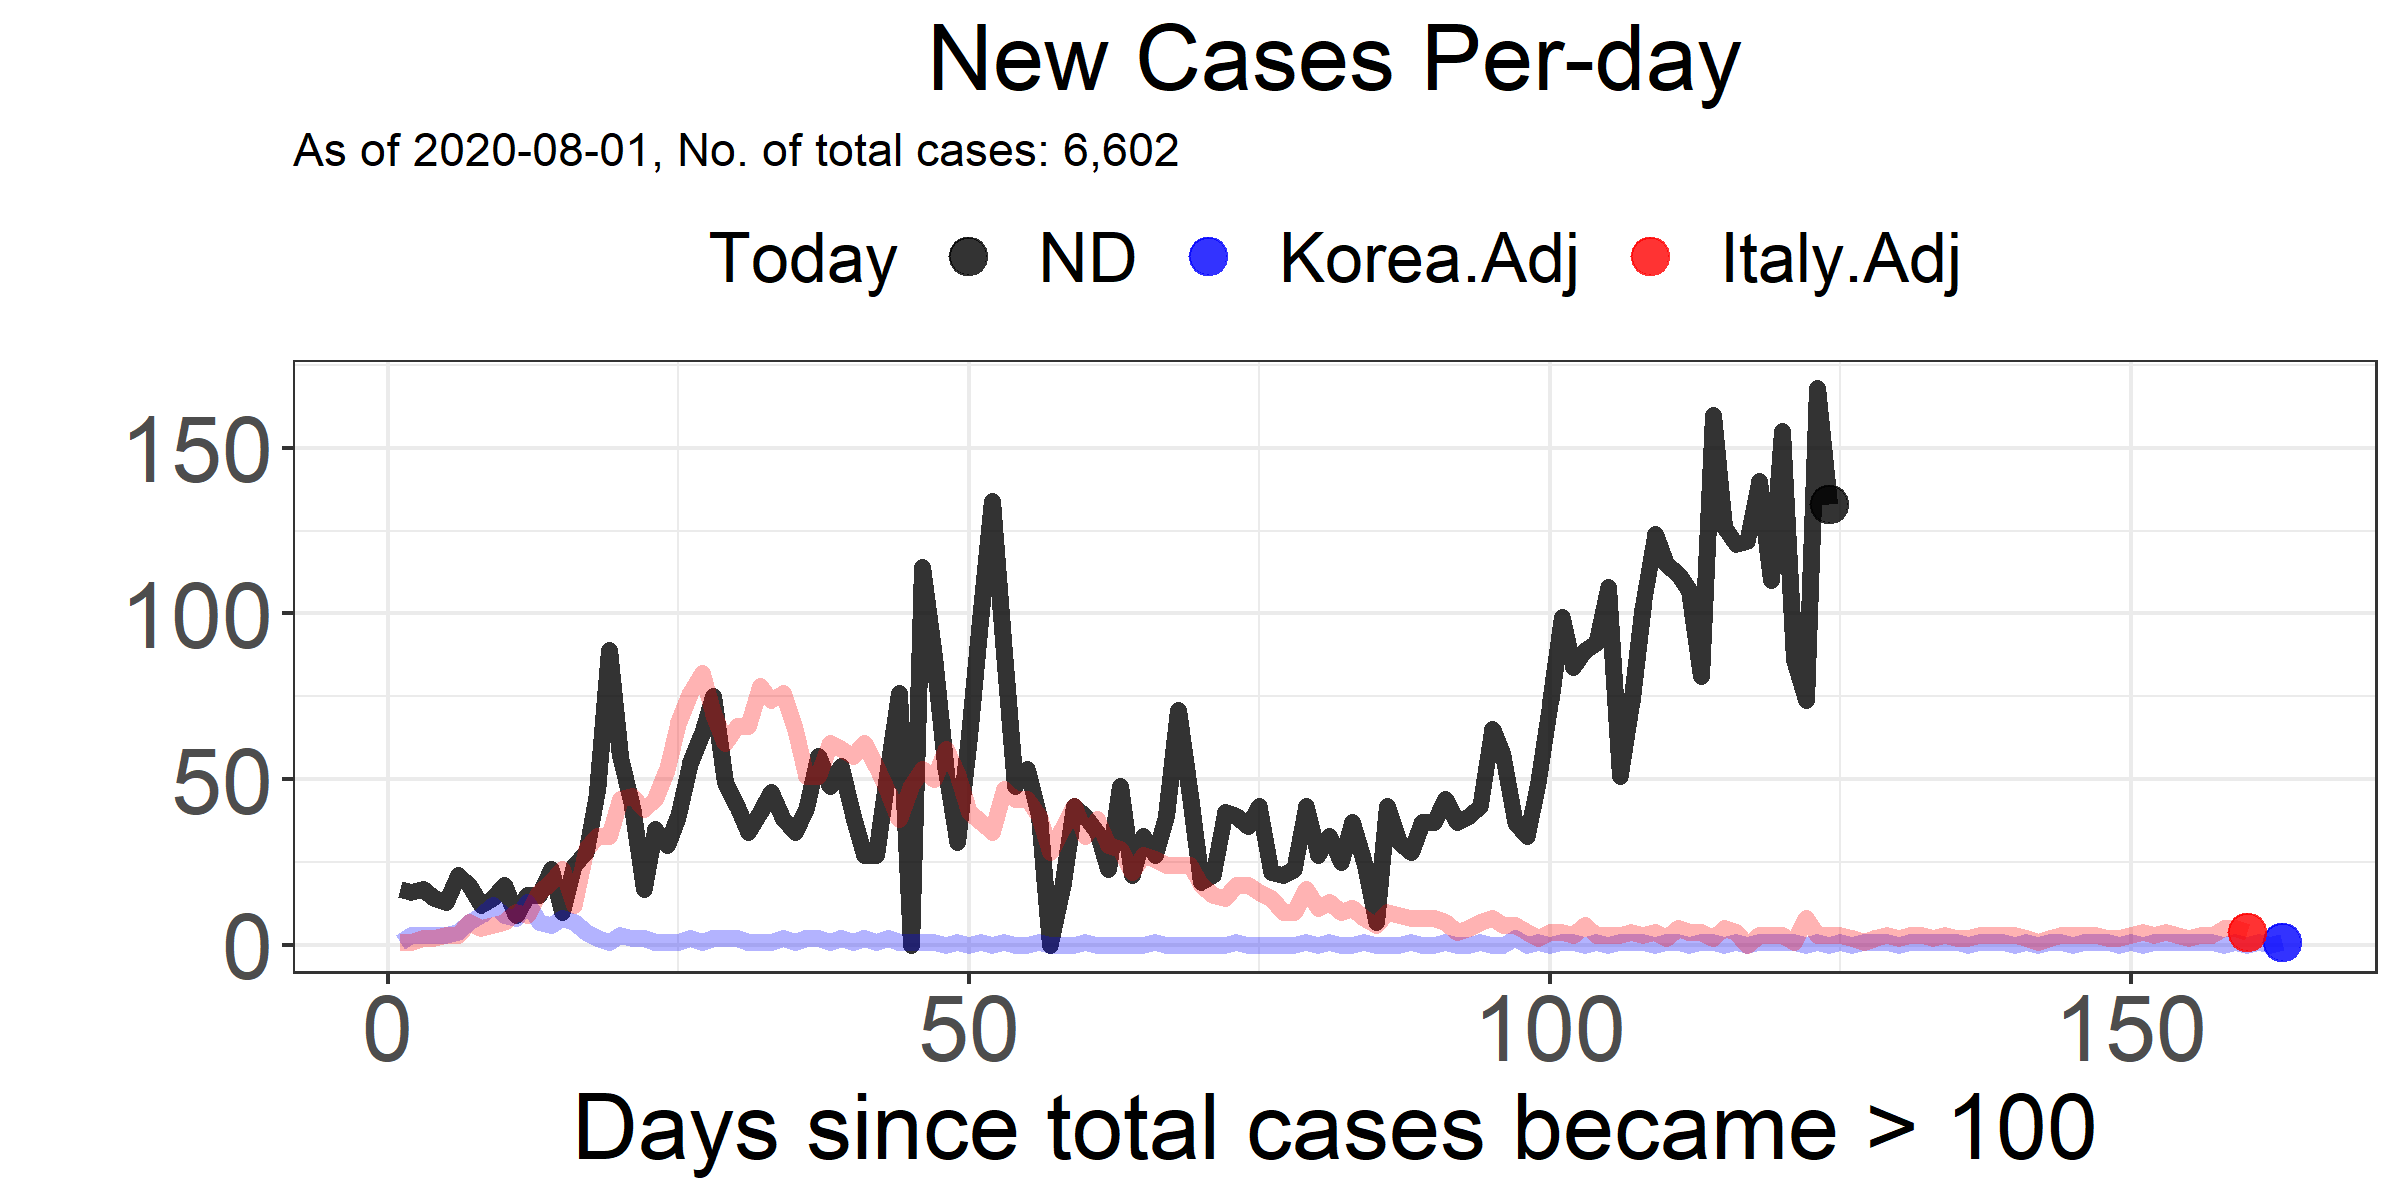 New Cases Per-day
As of 2020-08-01, No. of total cases: 6,602
Today ND Korea.Adj Italy.Adj
150
100
50
0
0 50 100 150
Days since total cases became > 100